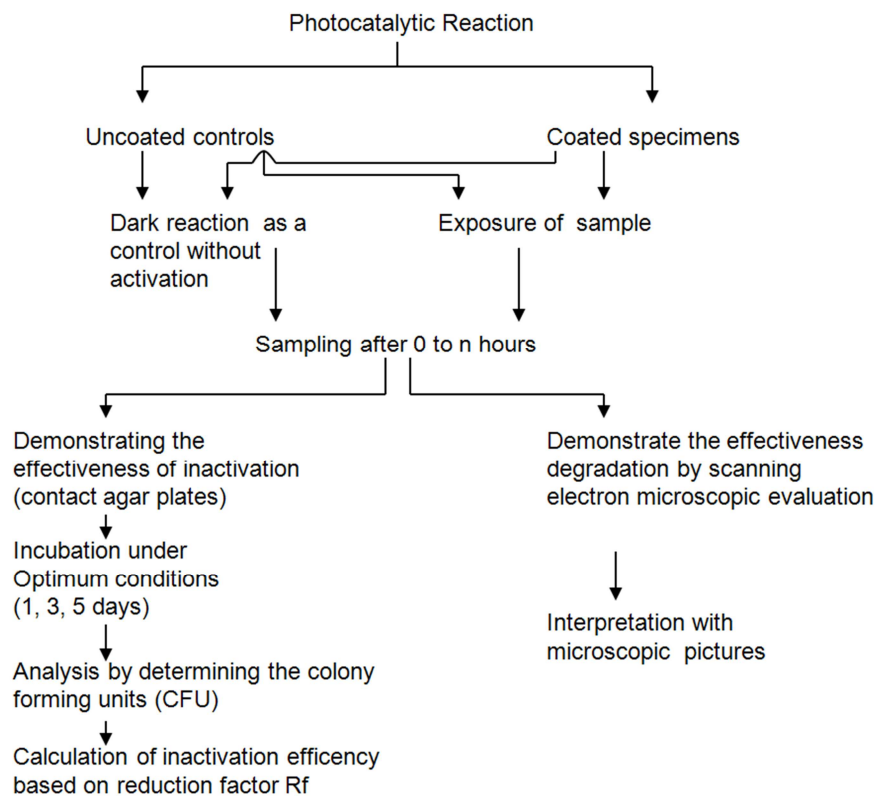 Photocatalytic Reaction
Uncoated controls
Coated specimens
Dark reaction as a
control without
activation
Exposure of sample
Sampling after 0 to n hours
Demonstrating the
effectiveness of inactivation
(contact agar plates)
Demonstrate the effectiveness
degradation by scanning
electron microscopic evaluation
Incubation under
Optimum conditions
(1, 3, 5 days)
Interpretation with
microscopic pictures
Analysis by determining the colony
forming units (CFU)
Calculation of inactivation efficency
based on reduction factor Rf